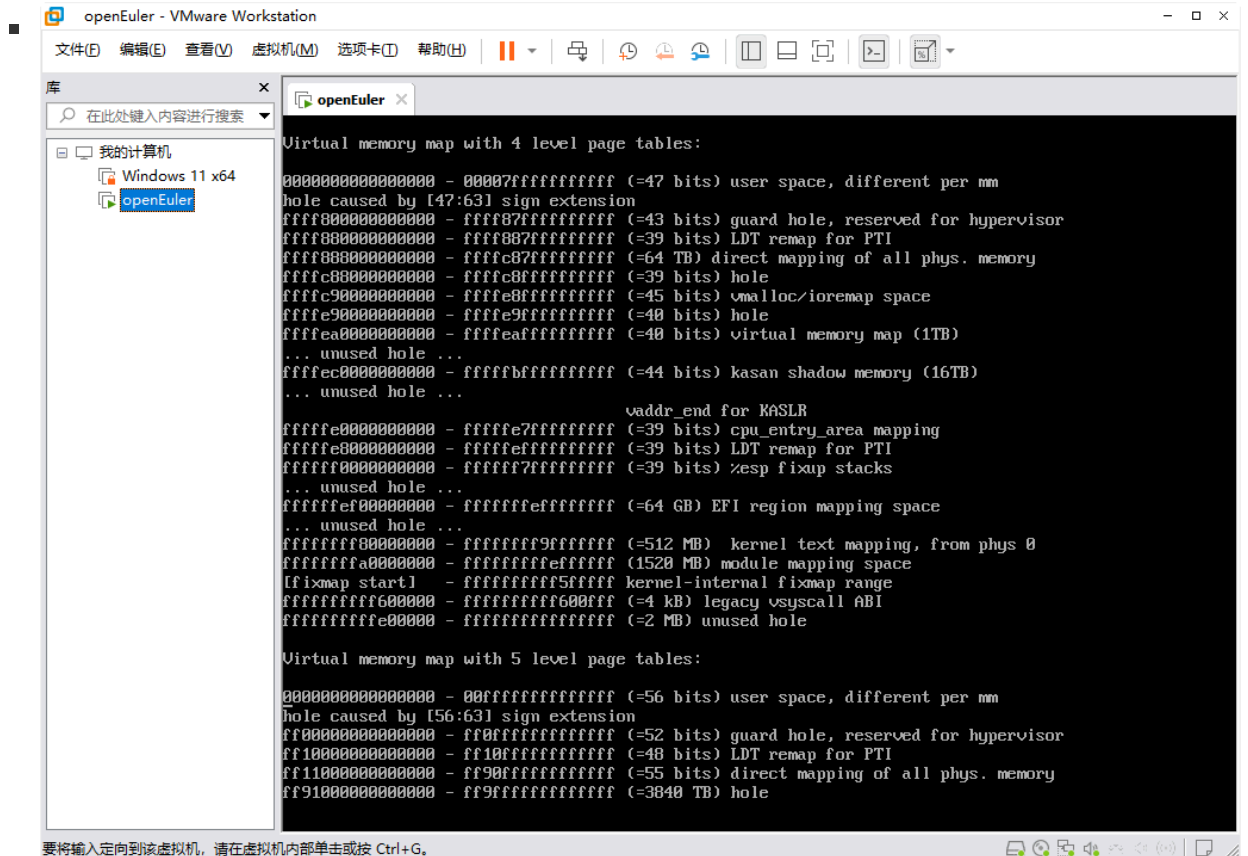 openEuler - VMware Workstation
文件(F) 编辑(E) 查看(V) 虚拟机(M) 选项卡(T) 帮助(H)
库
在此处键入内容进行搜索
我的计算机
Windows 11 x64
openEuler
openEuler
Virtual memory map with 4 level page tables:
0000000000000000 - 00007fffffffffff (=47 bits) user space, different per mm
hole caused by [47:63] sign extension
ffff800000000000 - ffff87ffffffffff (=43 bits) guard hole, reserved for hypervisor
ffff880000000000 - ffff887fffffffff (=39 bits) LDT remap for PTI
ffff888000000000 - ffffc87fffffffff (=64 TB) direct mapping of all phys. memory
ffffc88000000000 - ffffc8ffffffffff (=39 bits) hole
ffffc90000000000 - ffffe8ffffffffff (=45 bits) vmalloc/ioremap space
ffffe90000000000 - ffffe9ffffffffff (=40 bits) hole
ffffea0000000000 - ffffeaffffffffff (=40 bits) virtual memory map (1TB)
... unused hole ...
ffffec0000000000 - fffffbffffffffff (=44 bits) kasan shadow memory (16TB)
... unused hole ...
vaddr_end for KASLR
fffffe0000000000 - fffffe7fffffffff (=39 bits) cpu_entry_area mapping
fffffe8000000000 - fffffeffffffffff (=39 bits) LDT remap for PTI
ffffff0000000000 - ffffff7fffffffff (=39 bits) %esp fixup stacks
... unused hole ...
ffffffef00000000 - fffffffeffffffff (=64 GB) EFI region mapping space
... unused hole ...
ffffffff80000000 - ffffffff9fffffff (=512 MB)  kernel text mapping, from phys 0
ffffffffa0000000 - fffffffffeffffff (1520 MB) module mapping space
[fixmap start]   - ffffffffff5fffff kernel-internal fixmap range
ffffffffff600000 - ffffffffff600fff (=4 kB) legacy vsyscall ABI
ffffffffffe00000 - ffffffffffffffff (=2 MB) unused hole
Virtual memory map with 5 level page tables:
0000000000000000 - 00ffffffffffffff (=56 bits) user space, different per mm
hole caused by [56:63] sign extension
ff00000000000000 - ff0fffffffffffff (=52 bits) guard hole, reserved for hypervisor
ff10000000000000 - ff10ffffffffffff (=48 bits) LDT remap for PTI
ff11000000000000 - ff90ffffffffffff (=55 bits) direct mapping of all phys. memory
ff91000000000000 - ff9fffffffffffff (=3840 TB) hole
要将输入定向到该虚拟机，请在虚拟机内部单击或按 Ctrl+G。